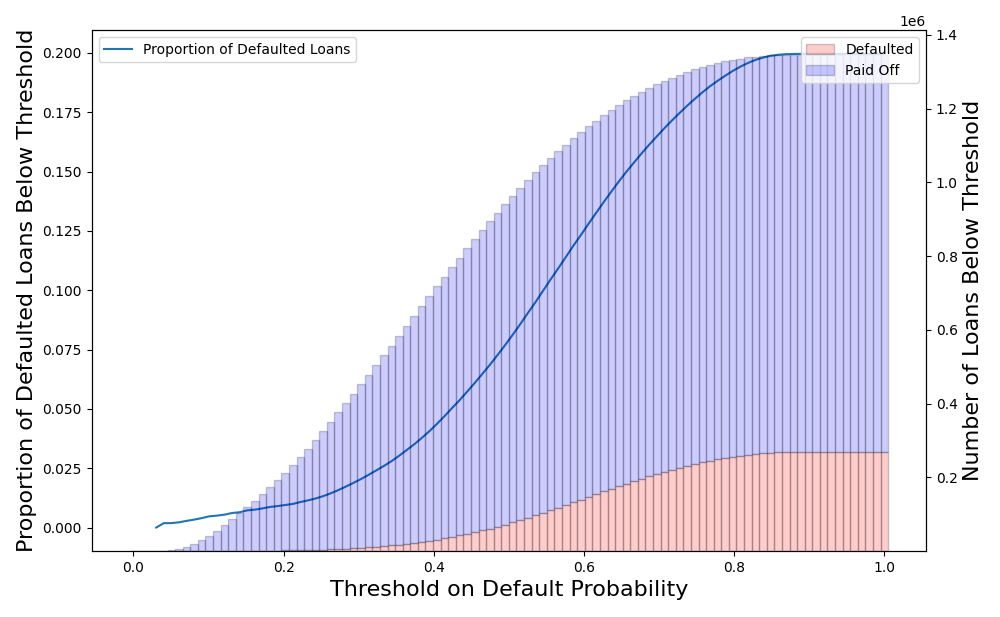 1e6
Proportion of Defaulted Loans
Defaulted
Paid Off
Proportion of Defaulted Loans Below Threshold
0.200
0.175
0.150
0.125
0.100
0.075
0.050
0.025
0.000
1.4
1.2
1.0
0.8
0.6
0.4
0.2
Number of Loans Below Threshold
0.0 0.2 0.4 0.6 0.8 1.0
Threshold on Default Probability